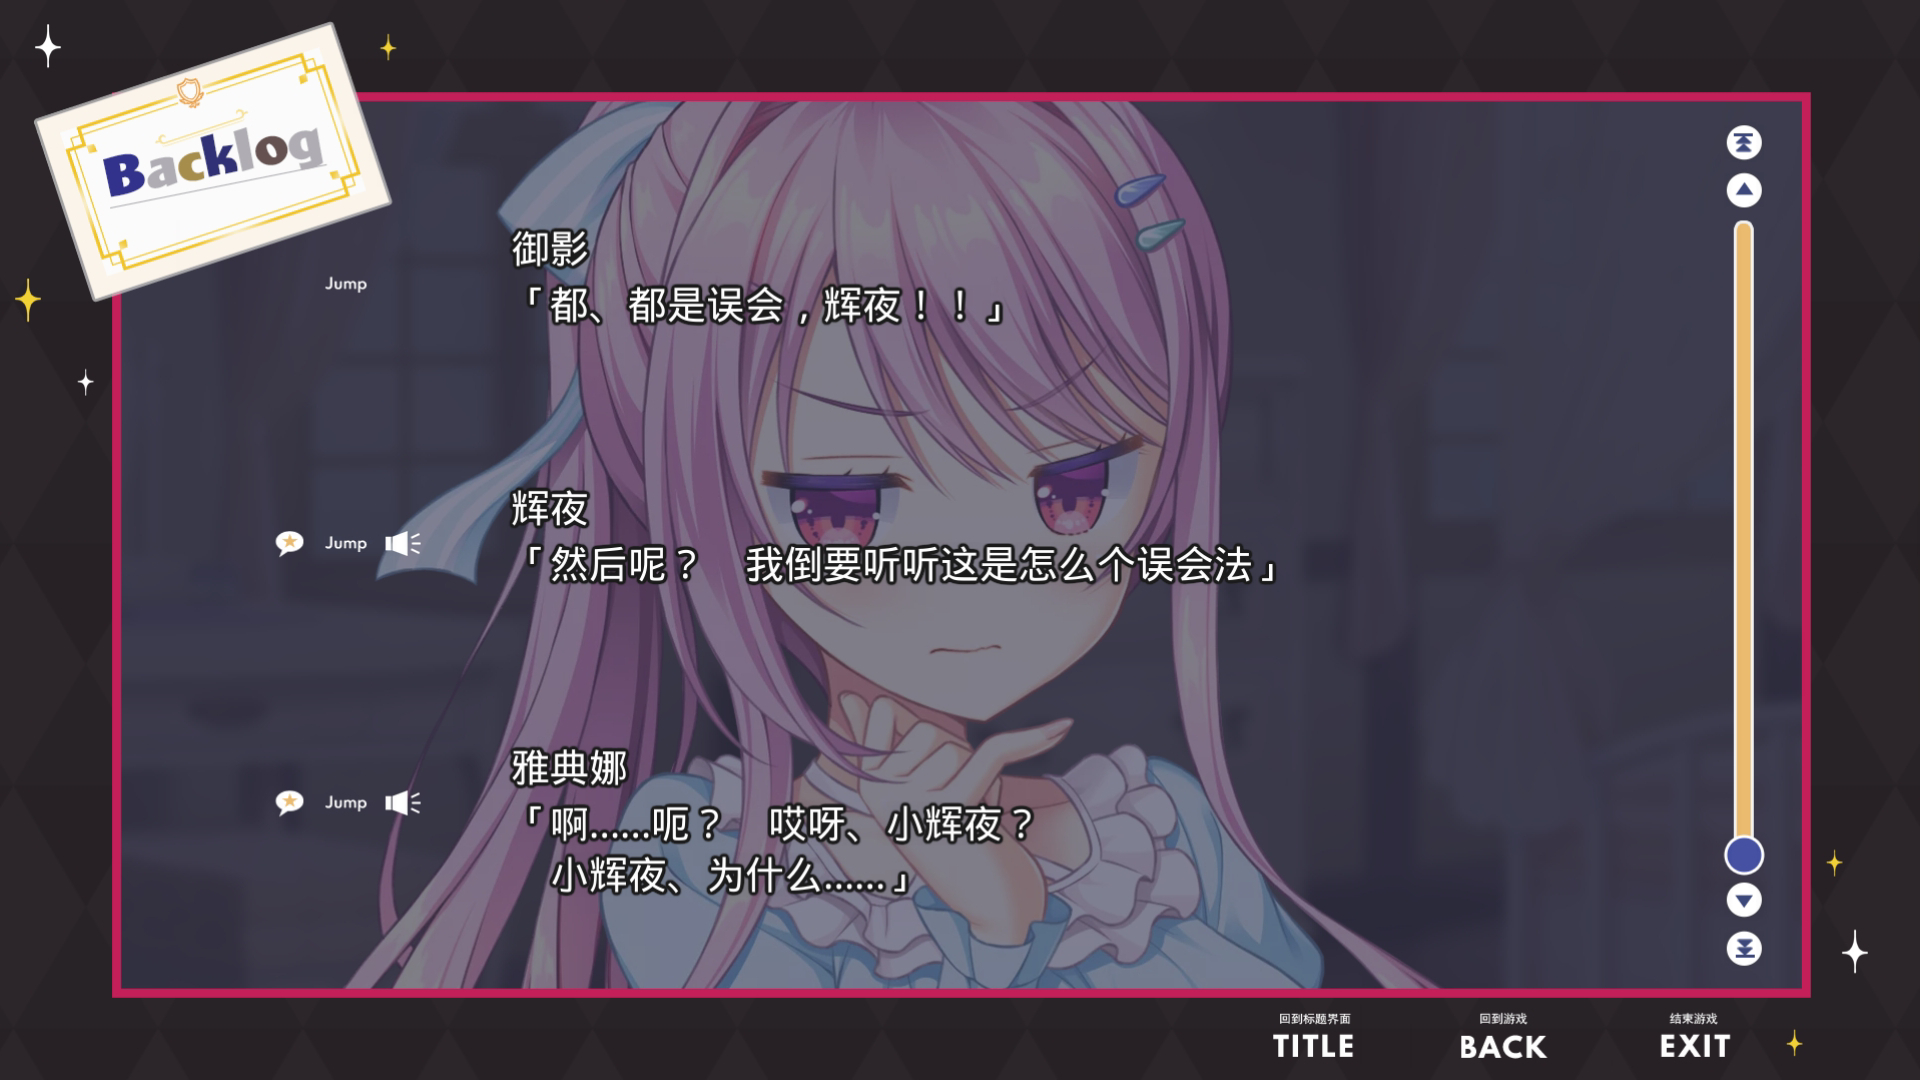 Backlog
御影
Jump
「都、都是误会，辉夜！！」
辉夜
Jump
「然后呢？　我倒要听听这是怎么个误会法」
雅典娜
Jump
「啊……呃？　哎呀、小辉夜？
小辉夜、为什么……」
回到标题界面
TITLE
回到游戏
BACK
结束游戏
EXIT